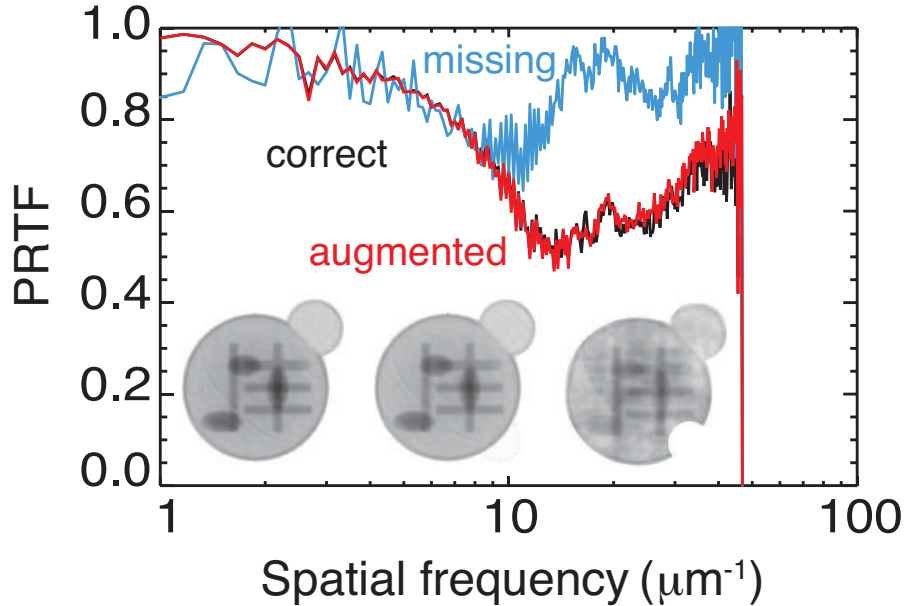 1.0
0.8
0.6
0.4
0.2
0.0
PRTF
missing
correct
augmented
1 10 100
Spatial frequency (μm-1)